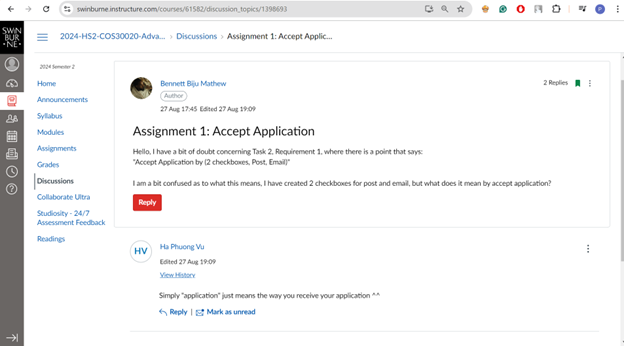 swinburne.instructure.com/courses/61582/discussion_topics/1398693
P
SWIN
BUR
•NE•
2024-HS2-COS30020-Adva... › Discussions › Assignment 1: Accept Applic...
2024 Semester 2
Home
Announcements
Syllabus
Modules
Assignments
Grades
Discussions
Collaborate Ultra
Studiosity - 24/7
Assessment Feedback
Readings
Bennett Biju Mathew
Author
27 Aug 17:45 Edited 27 Aug 19:09
2 Replies
Assignment 1: Accept Application
Hello, I have a bit of doubt concerning Task 2, Requirement 1, where there is a point that says:
"Accept Application by (2 checkboxes, Post, Email)"
I am a bit confused as to what this means, I have created 2 checkboxes for post and email, but what does it mean by accept application?
Reply
HV
Ha Phuong Vu
Edited 27 Aug 19:09
View History
Simply "application" just means the way you receive your application ^^
Reply | Mark as unread